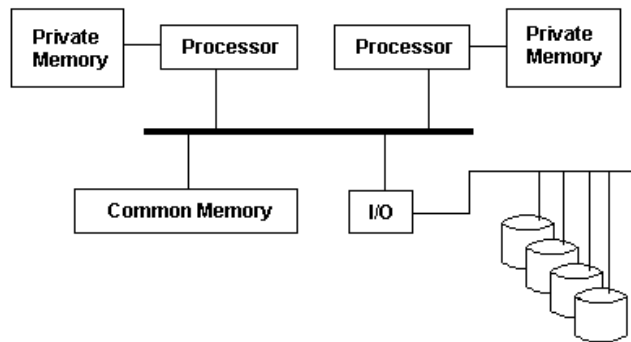 Private
Memory
Processor
Processor
Private
Memory
Common Memory
I/O